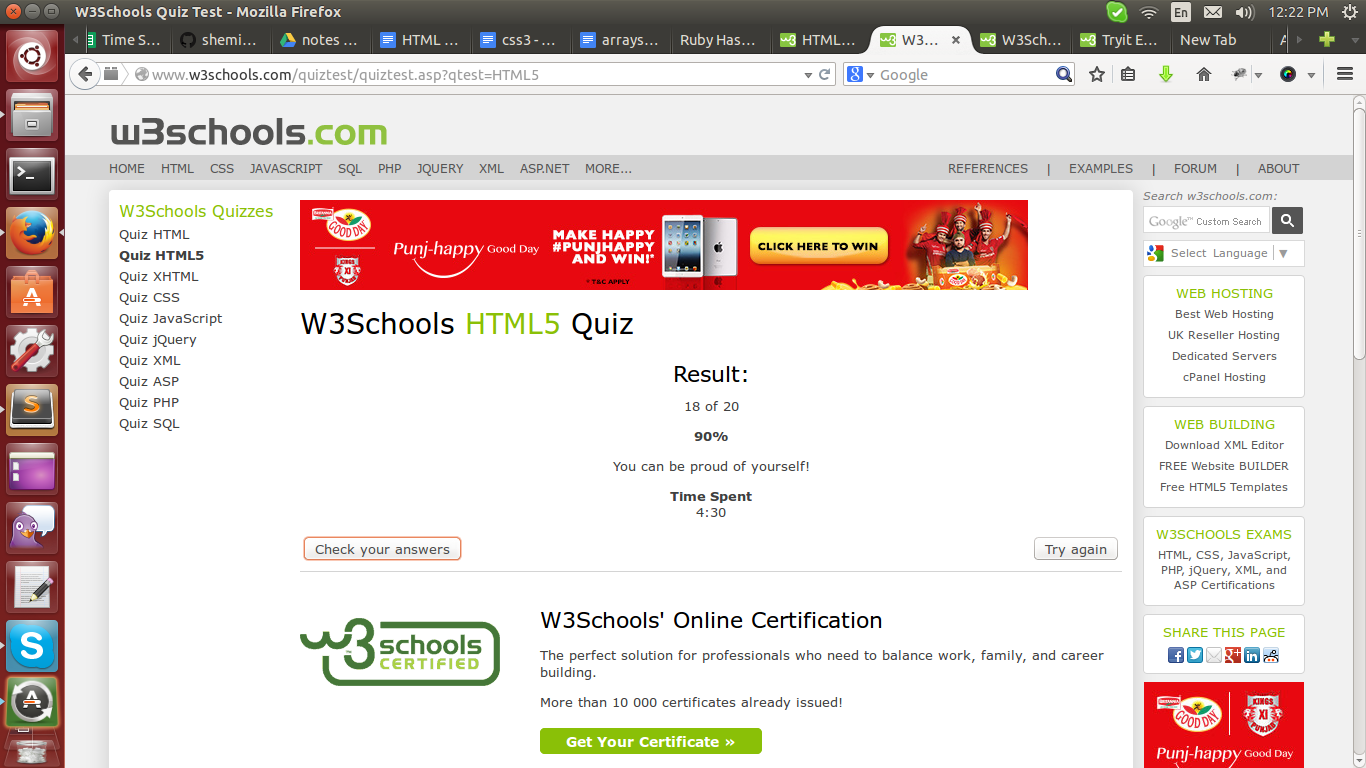 W3Schools Quiz Test - Mozilla Firefox
En
12:22 PM
Time S...
shemi...
notes ...
HTML ...
css3 - ...
arrays...
Ruby Has...
HTML...
W3...
W3Sch...
Tryit E...
New Tab
www.w3schools.com/quiztest/quiztest.asp?qtest=HTML5
Google
w3schools.com
HOME HTML CSS JAVASCRIPT SQL PHP JQUERY XML ASP.NET MORE...
REFERENCES | EXAMPLES | FORUM | ABOUT
W3Schools Quizzes
Quiz HTML
Quiz HTML5
Quiz XHTML
Quiz CSS
Quiz JavaScript
Quiz jQuery
Quiz XML
Quiz ASP
Quiz PHP
Quiz SQL
BRITANNIA
GOOD DAY
KINGS XI
Punj-happy Good Day
MAKE HAPPY
#PUNJHAPPY
AND WIN!*
* T&C APPLY
CLICK HERE TO WIN
W3Schools HTML5 Quiz
Result:
18 of 20
90%
You can be proud of yourself!
Time Spent
4:30
Check your answers
Try again
w3schools
CERTIFIED
W3Schools' Online Certification
The perfect solution for professionals who need to balance work, family, and career
building.
More than 10 000 certificates already issued!
Get Your Certificate »
Search w3schools.com:
Google™ Custom Search
Select Language
WEB HOSTING
Best Web Hosting
UK Reseller Hosting
Dedicated Servers
cPanel Hosting
WEB BUILDING
Download XML Editor
FREE Website BUILDER
Free HTML5 Templates
W3SCHOOLS EXAMS
HTML, CSS, JavaScript,
PHP, jQuery, XML, and
ASP Certifications
SHARE THIS PAGE
BRITANNIA
GOOD DAY
KINGS XI
PUNJAB
Punj-happy Good Day